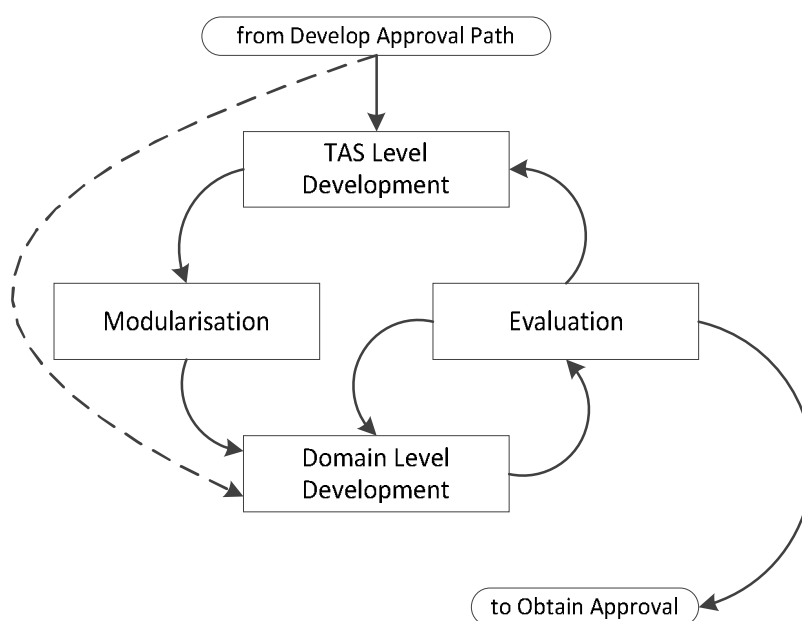 from Develop Approval Path
TAS Level
Development
Modularisation
Evaluation
Domain Level
Development
to Obtain Approval